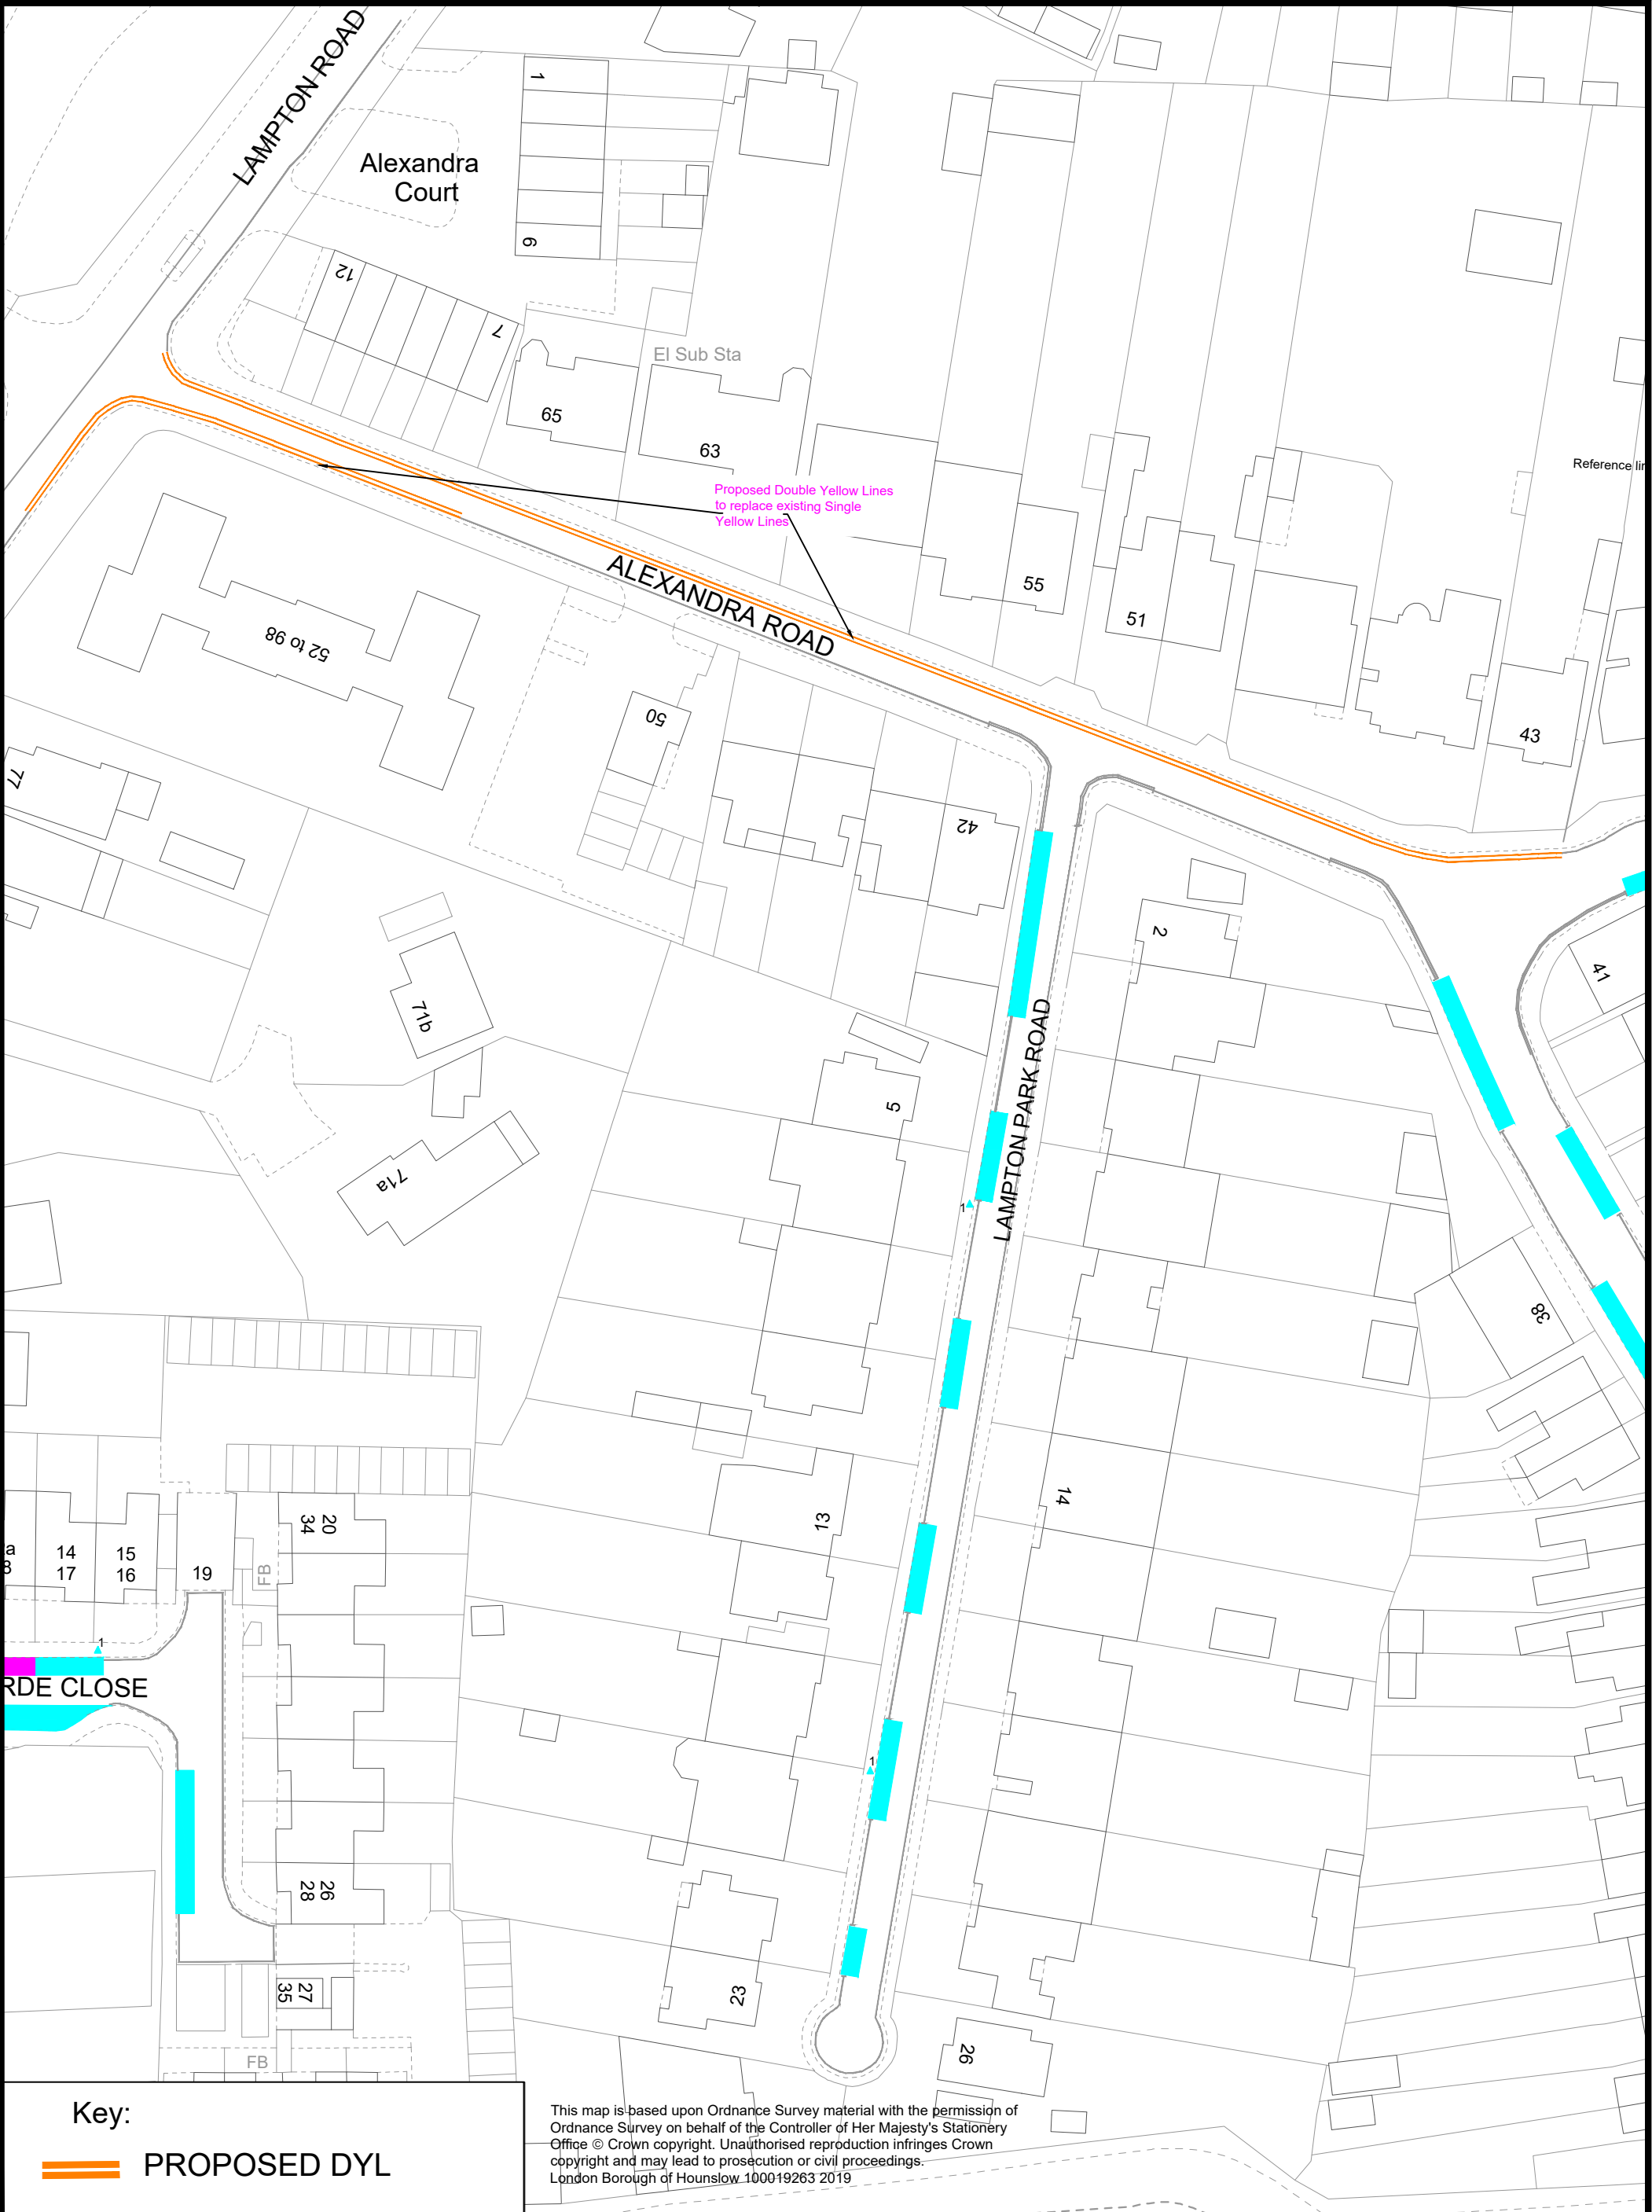 LAMPTON ROAD
Alexandra
Court
1
6
12
7
El Sub Sta
65
63
Reference
Proposed Double Yellow Lines
to replace existing Single
Yellow Lines
ALEXANDRA ROAD
55
51
43
52 to 98
50
42
77
2
41
71b
5
LAMPTON PARK ROAD
71a
1
38
14
13
20
34
19
15
16
14
17
a
8
FB
1
RDE CLOSE
1
26
28
27
35
23
26
FB
Key:
PROPOSED DYL
This map is based upon Ordnance Survey material with the permission of
Ordnance Survey on behalf of the Controller of Her Majesty's Stationery
Office © Crown copyright. Unauthorised reproduction infringes Crown
copyright and may lead to prosecution or civil proceedings.
London Borough of Hounslow 100019263 2019